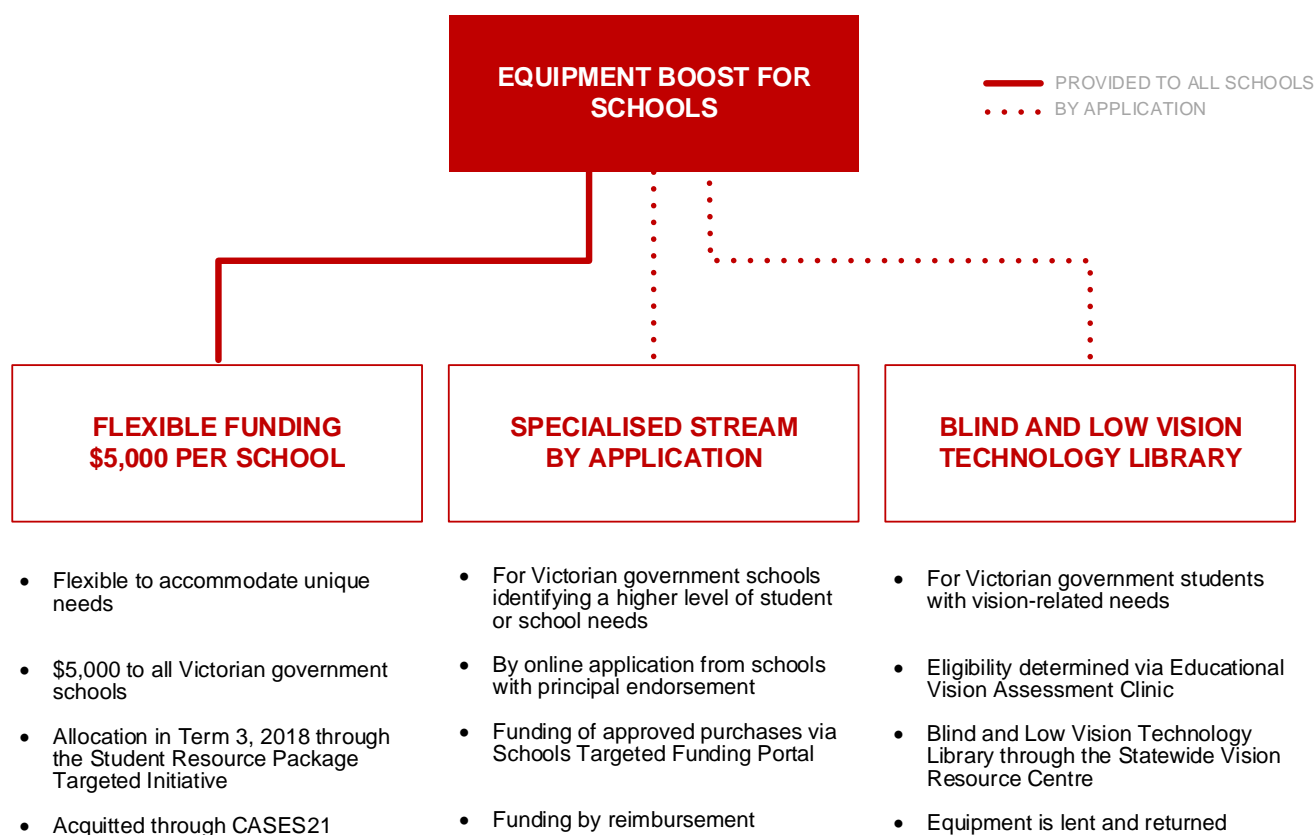 EQUIPMENT BOOST FOR
SCHOOLS
PROVIDED TO ALL SCHOOLS
BY APPLICATION
FLEXIBLE FUNDING
$5,000 PER SCHOOL
SPECIALISED STREAM
BY APPLICATION
BLIND AND LOW VISION
TECHNOLOGY LIBRARY
• Flexible to accommodate unique
needs
• $5,000 to all Victorian government
schools
• Allocation in Term 3, 2018 through
the Student Resource Package
Targeted Initiative
• Acquitted through CASES21
• For Victorian government schools
identifying a higher level of student
or school needs
• By online application from schools
with principal endorsement
• Funding of approved purchases via
Schools Targeted Funding Portal
• Funding by reimbursement
• For Victorian government students
with vision-related needs
• Eligibility determined via Educational
Vision Assessment Clinic
• Blind and Low Vision Technology
Library through the Statewide Vision
Resource Centre
• Equipment is lent and returned